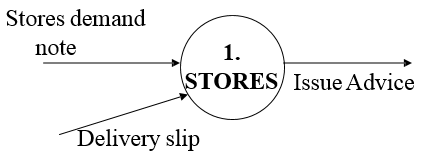 Stores demand
note
1.
STORES
Issue Advice
Delivery slip